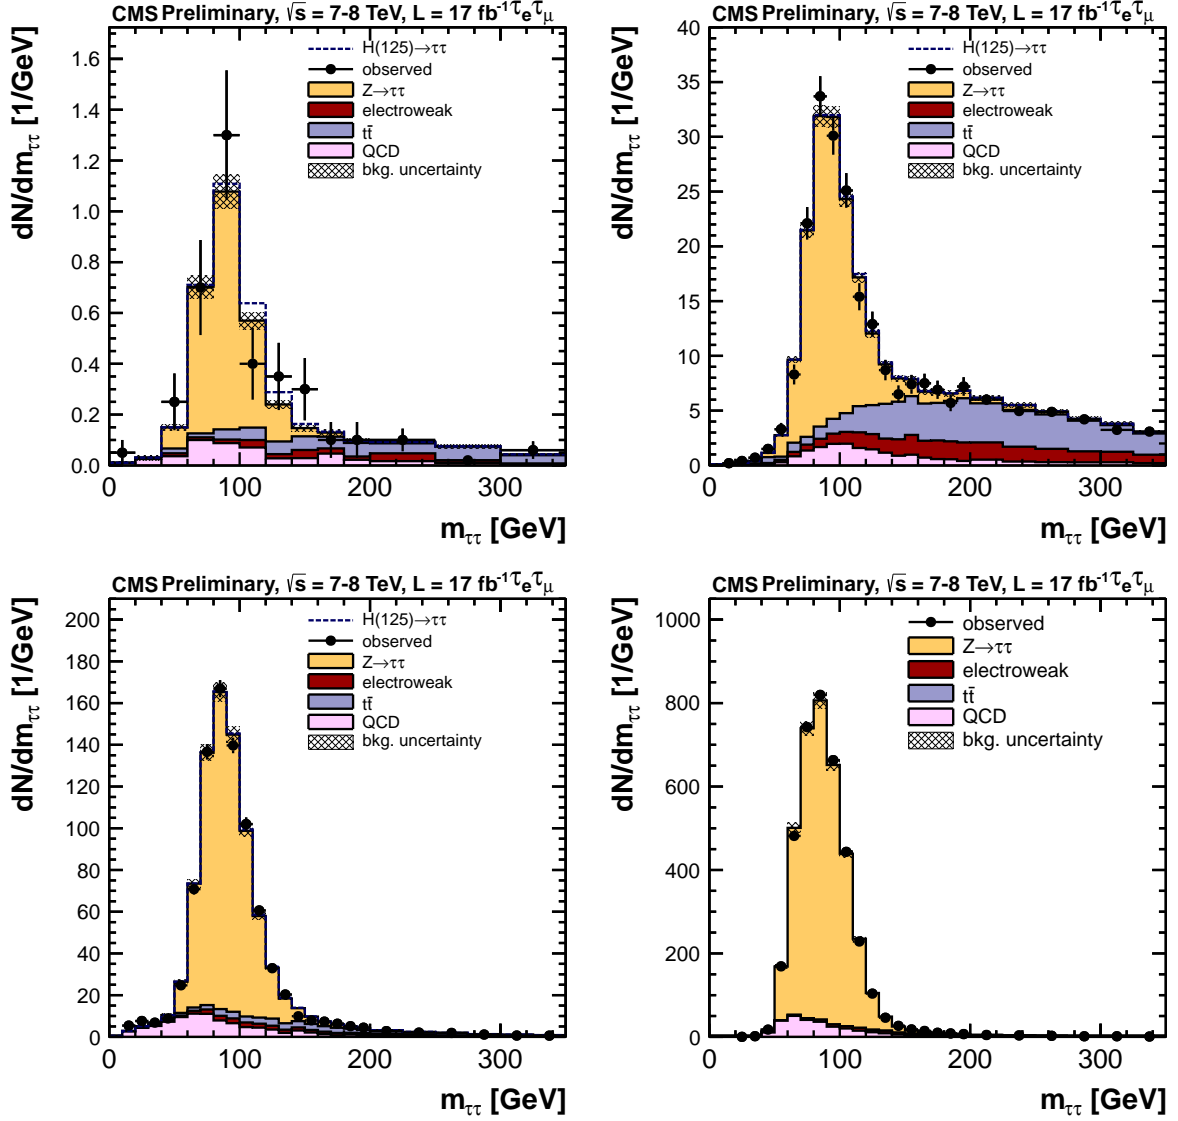 CMS Preliminary, √s = 7-8 TeV, L = 17 fb⁻¹ τeτμ
dN/dmττ [1/GeV]
1.6
1.4
1.2
1.0
0.8
0.6
0.4
0.2
0.0
H(125)→ττ
observed
Z→ττ
electroweak
tt̄
QCD
bkg. uncertainty
0 100 200 300
mττ [GeV]
CMS Preliminary, √s = 7-8 TeV, L = 17 fb⁻¹ τeτμ
dN/dmττ [1/GeV]
40
35
30
25
20
15
10
5
0
H(125)→ττ
observed
Z→ττ
electroweak
tt̄
QCD
bkg. uncertainty
0 100 200 300
mττ [GeV]
CMS Preliminary, √s = 7-8 TeV, L = 17 fb⁻¹ τeτμ
dN/dmττ [1/GeV]
200
180
160
140
120
100
80
60
40
20
0
H(125)→ττ
observed
Z→ττ
electroweak
tt̄
QCD
bkg. uncertainty
0 100 200 300
mττ [GeV]
CMS Preliminary, √s = 7-8 TeV, L = 17 fb⁻¹ τeτμ
dN/dmττ [1/GeV]
1000
800
600
400
200
0
observed
Z→ττ
electroweak
tt̄
QCD
bkg. uncertainty
0 100 200 300
mττ [GeV]